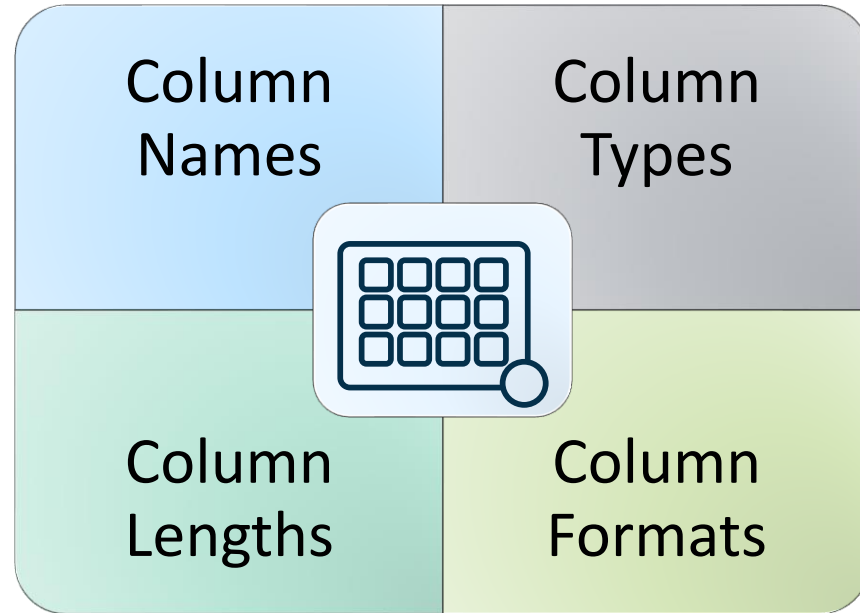 Column
Names
Column
Types
Column
Lengths
Column
Formats